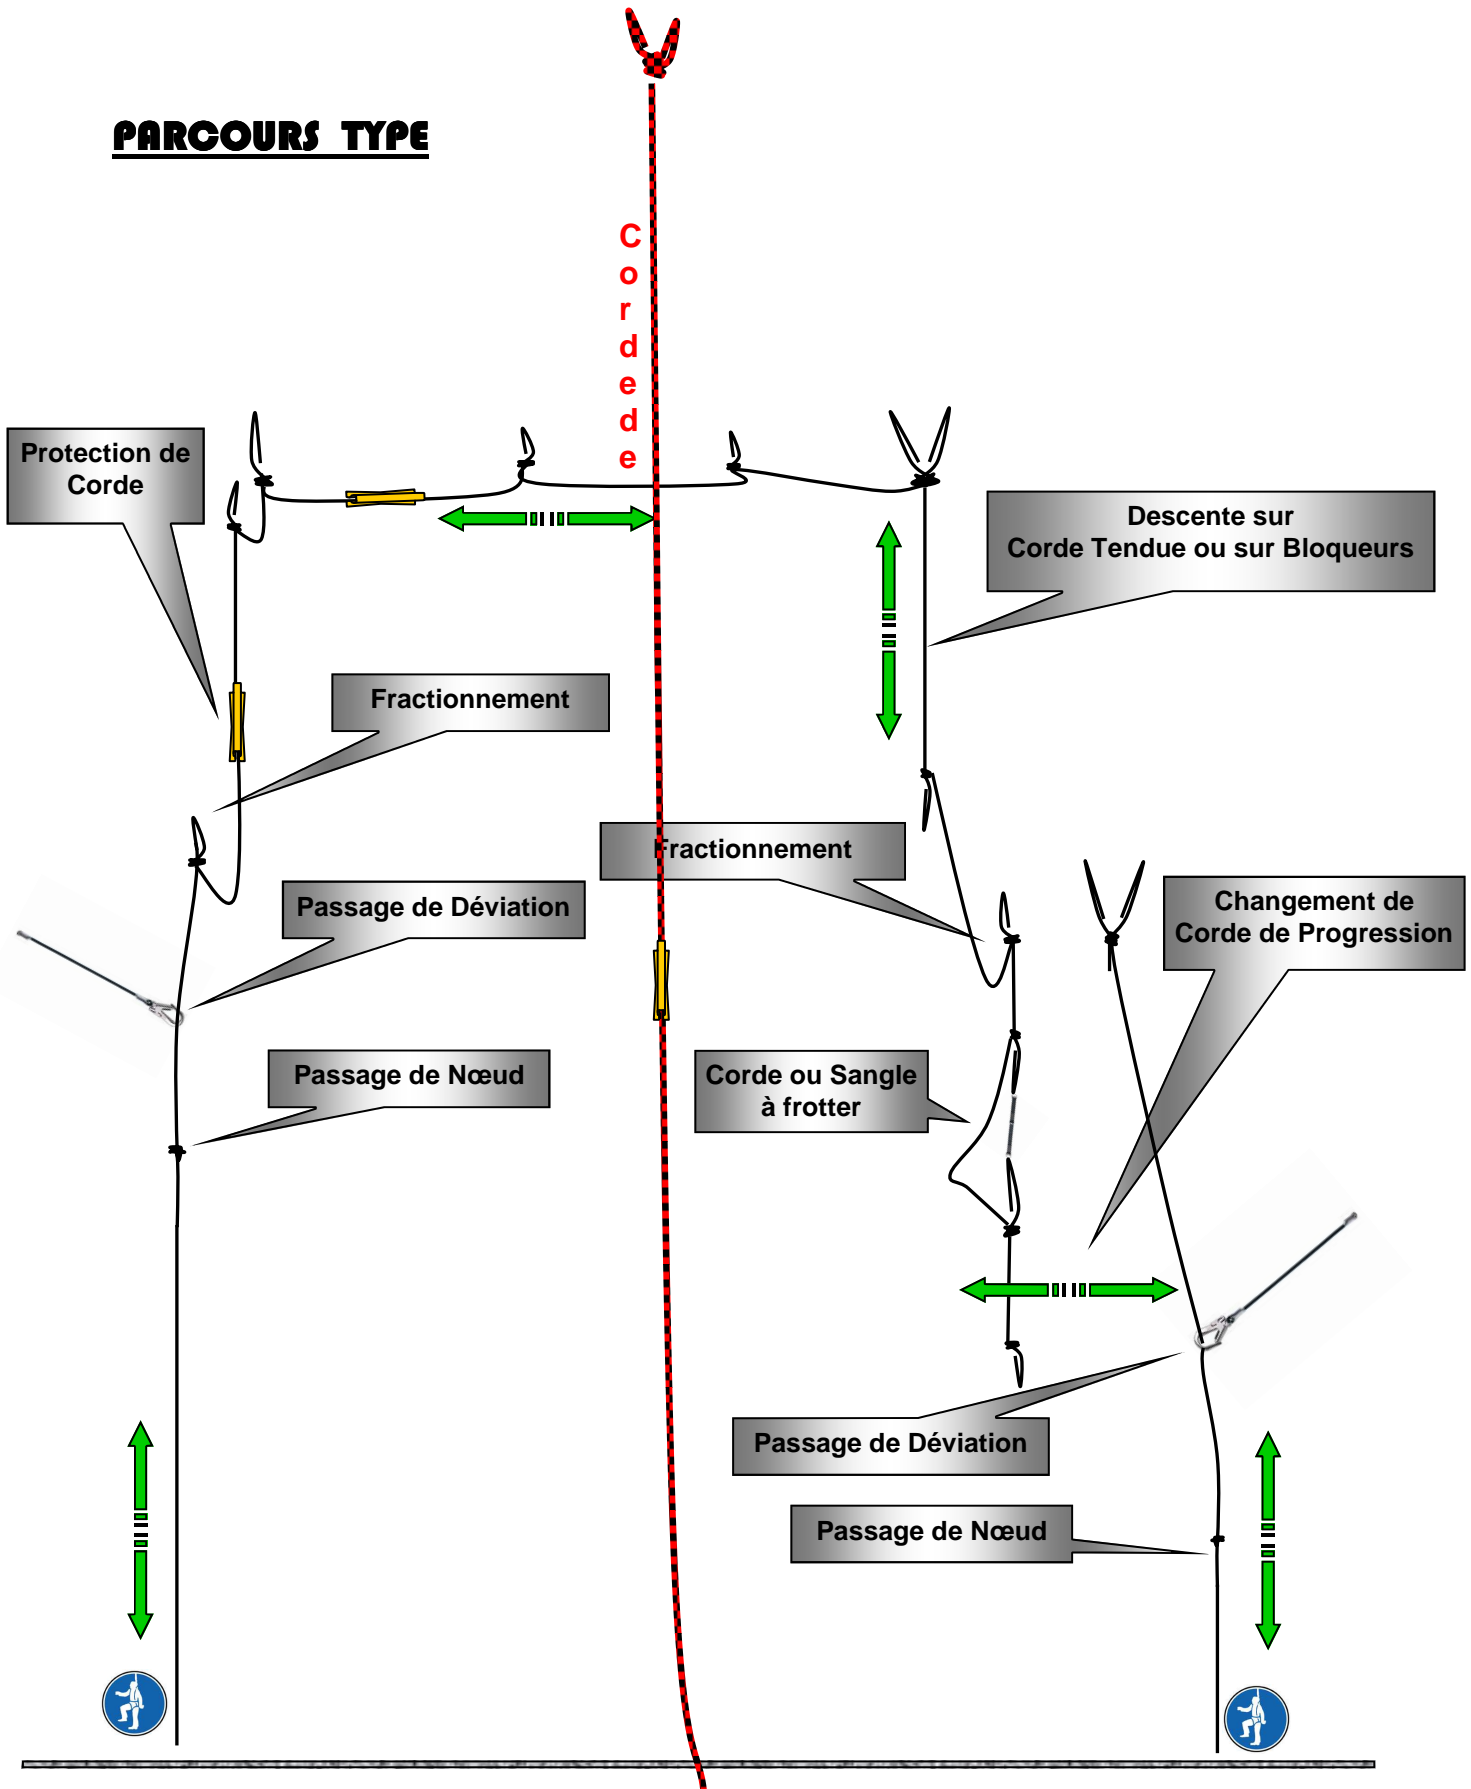 PARCOURS TYPE
Cordede
Protection de
Corde
Descente sur
Corde Tendue ou sur Bloqueurs
Fractionnement
Fractionnement
Passage de Déviation
Changement de
Corde de Progression
Passage de Nœud
Corde ou Sangle
à frotter
Passage de Déviation
Passage de Nœud